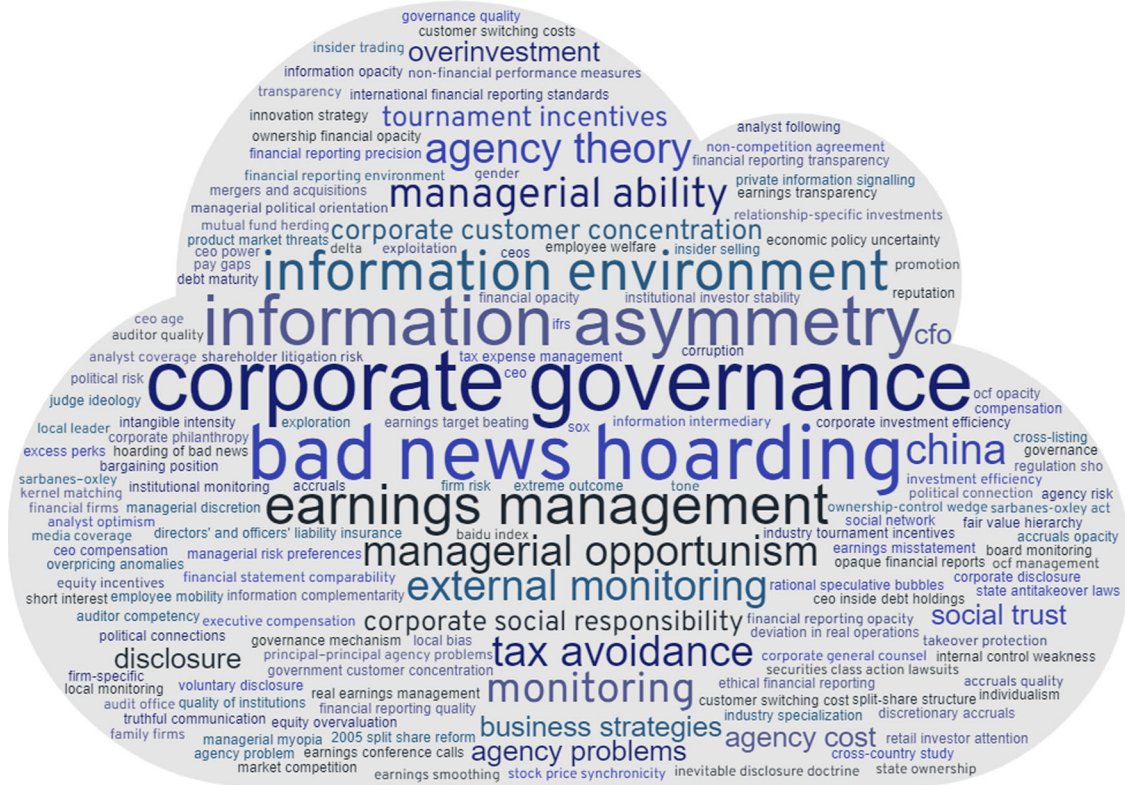 governance quality
customer switching costs
insider trading overinvestment
information opacity non-financial performance measures
transparency international financial reporting standards
innovation strategy tournament incentives
analyst following
ownership financial opacity
financial reporting precision agency theory non-competition agreement
financial reporting transparency
financial reporting environment gender
mergers and acquisitions managerial ability private information signalling
earnings transparency
managerial political orientation
relationship-specific investments
mutual fund herding corporate customer concentration
product market threats delta exploitation employee welfare insider selling economic policy uncertainty
ceo power ceos
pay gaps information environment promotion
debt maturity
financial opacity institutional investor stability reputation
ceo age information asymmetry
auditor quality ifrs cfo
analyst coverage shareholder litigation risk tax expense management corruption
political risk corporate governance ceo
ocf opacity
judge ideology compensation
local leader intangible intensity exploration earnings target beating sox information intermediary corporate investment efficiency
corporate philanthropy cross-listing
excess perks hoarding of bad news bad news hoarding china governance
bargaining position regulation sho
sarbanes–oxley institutional monitoring accruals firm risk extreme outcome tone investment efficiency
kernel matching political connection agency risk
financial firms managerial discretion earnings management ownership-control wedge sarbanes-oxley act
analyst optimism social network fair value hierarchy
media coverage directors' and officers' liability insurance baidu index industry tournament incentives accruals opacity
ceo compensation managerial risk preferences managerial opportunism earnings misstatement board monitoring
overpricing anomalies opaque financial reports ocf management
equity incentives financial statement comparability external monitoring rational speculative bubbles corporate disclosure
state antitakeover laws
short interest employee mobility information complementarity ceo inside debt holdings
auditor competency executive compensation corporate social responsibility financial reporting opacity social trust
political connections governance mechanism local bias deviation in real operations takeover protection
disclosure principal–principal agency problems tax avoidance corporate general counsel internal control weakness
firm-specific government customer concentration securities class action lawsuits
local monitoring voluntary disclosure real earnings management monitoring ethical financial reporting accruals quality
audit office quality of institutions customer switching cost split-share structure individualism
truthful communication equity overvaluation financial reporting quality business strategies industry specialization discretionary accruals
family firms managerial myopia 2005 split share reform agency cost retail investor attention
agency problem earnings conference calls agency problems cross-country study
market competition earnings smoothing stock price synchronicity inevitable disclosure doctrine state ownership